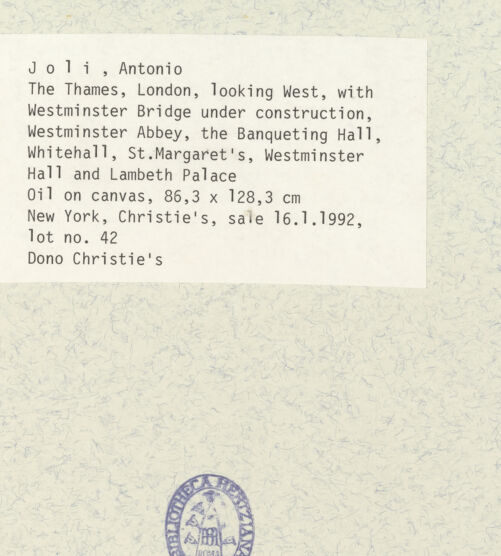 J o l i , Antonio
The Thames, London, looking West, with
Westminster Bridge under construction,
Westminster Abbey, the Banqueting Hall,
Whitehall, St.Margaret's, Westminster
Hall and Lambeth Palace
Oil on canvas, 86,3 x 128,3 cm
New York, Christie's, sale 16.1.1992,
lot no. 42
Dono Christie's
BIBLIOTHECA HERTZIANA
ROMA